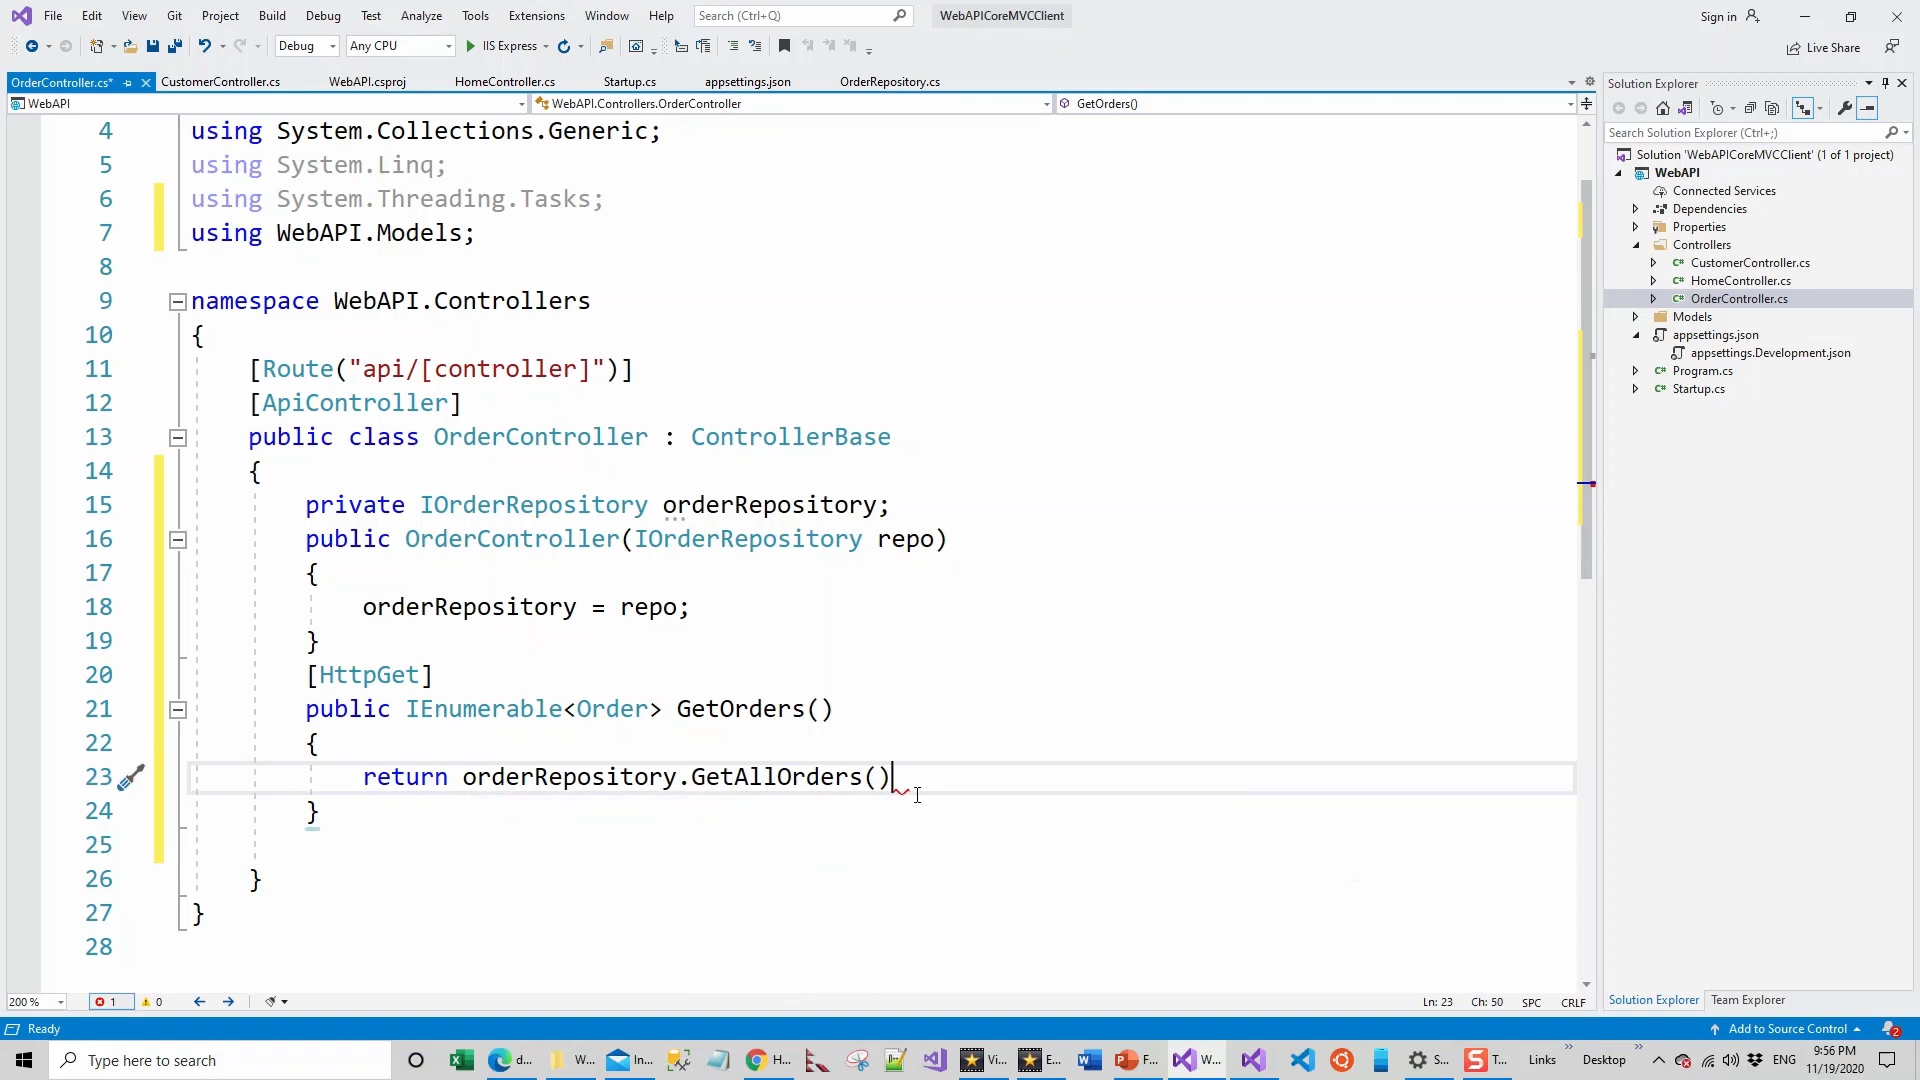 File Edit View Git Project Build Debug Test Analyze Tools Extensions Window Help Search (Ctrl+Q) WebAPICoreMVCClient Sign in
Debug Any CPU IIS Express Live Share
OrderController.cs* CustomerController.cs WebAPI.csproj HomeController.cs Startup.cs appsettings.json OrderRepository.cs
WebAPI WebAPI.Controllers.OrderController GetOrders()
4 using System.Collections.Generic;
5 using System.Linq;
6 using System.Threading.Tasks;
7 using WebAPI.Models;
8
9 namespace WebAPI.Controllers
10 {
11 [Route("api/[controller]")]
12 [ApiController]
13 public class OrderController : ControllerBase
14 {
15 private IOrderRepository orderRepository;
16 public OrderController(IOrderRepository repo)
17 {
18 orderRepository = repo;
19 }
20 [HttpGet]
21 public IEnumerable<Order> GetOrders()
22 {
23 return orderRepository.GetAllOrders()
24 }
25
26 }
27 }
28
200 % 1 0 Ln: 23 Ch: 50 SPC CRLF
Solution Explorer
Search Solution Explorer (Ctrl+;)
Solution 'WebAPICoreMVCClient' (1 of 1 project)
WebAPI
Connected Services
Dependencies
Properties
Controllers
C# CustomerController.cs
C# HomeController.cs
C# OrderController.cs
Models
appsettings.json
appsettings.Development.json
C# Program.cs
C# Startup.cs
Solution Explorer Team Explorer
Ready Add to Source Control 2
Type here to search d... W... In... H... Vi... E... F... W... S... T... Links Desktop ENG 9:56 PM
11/19/2020